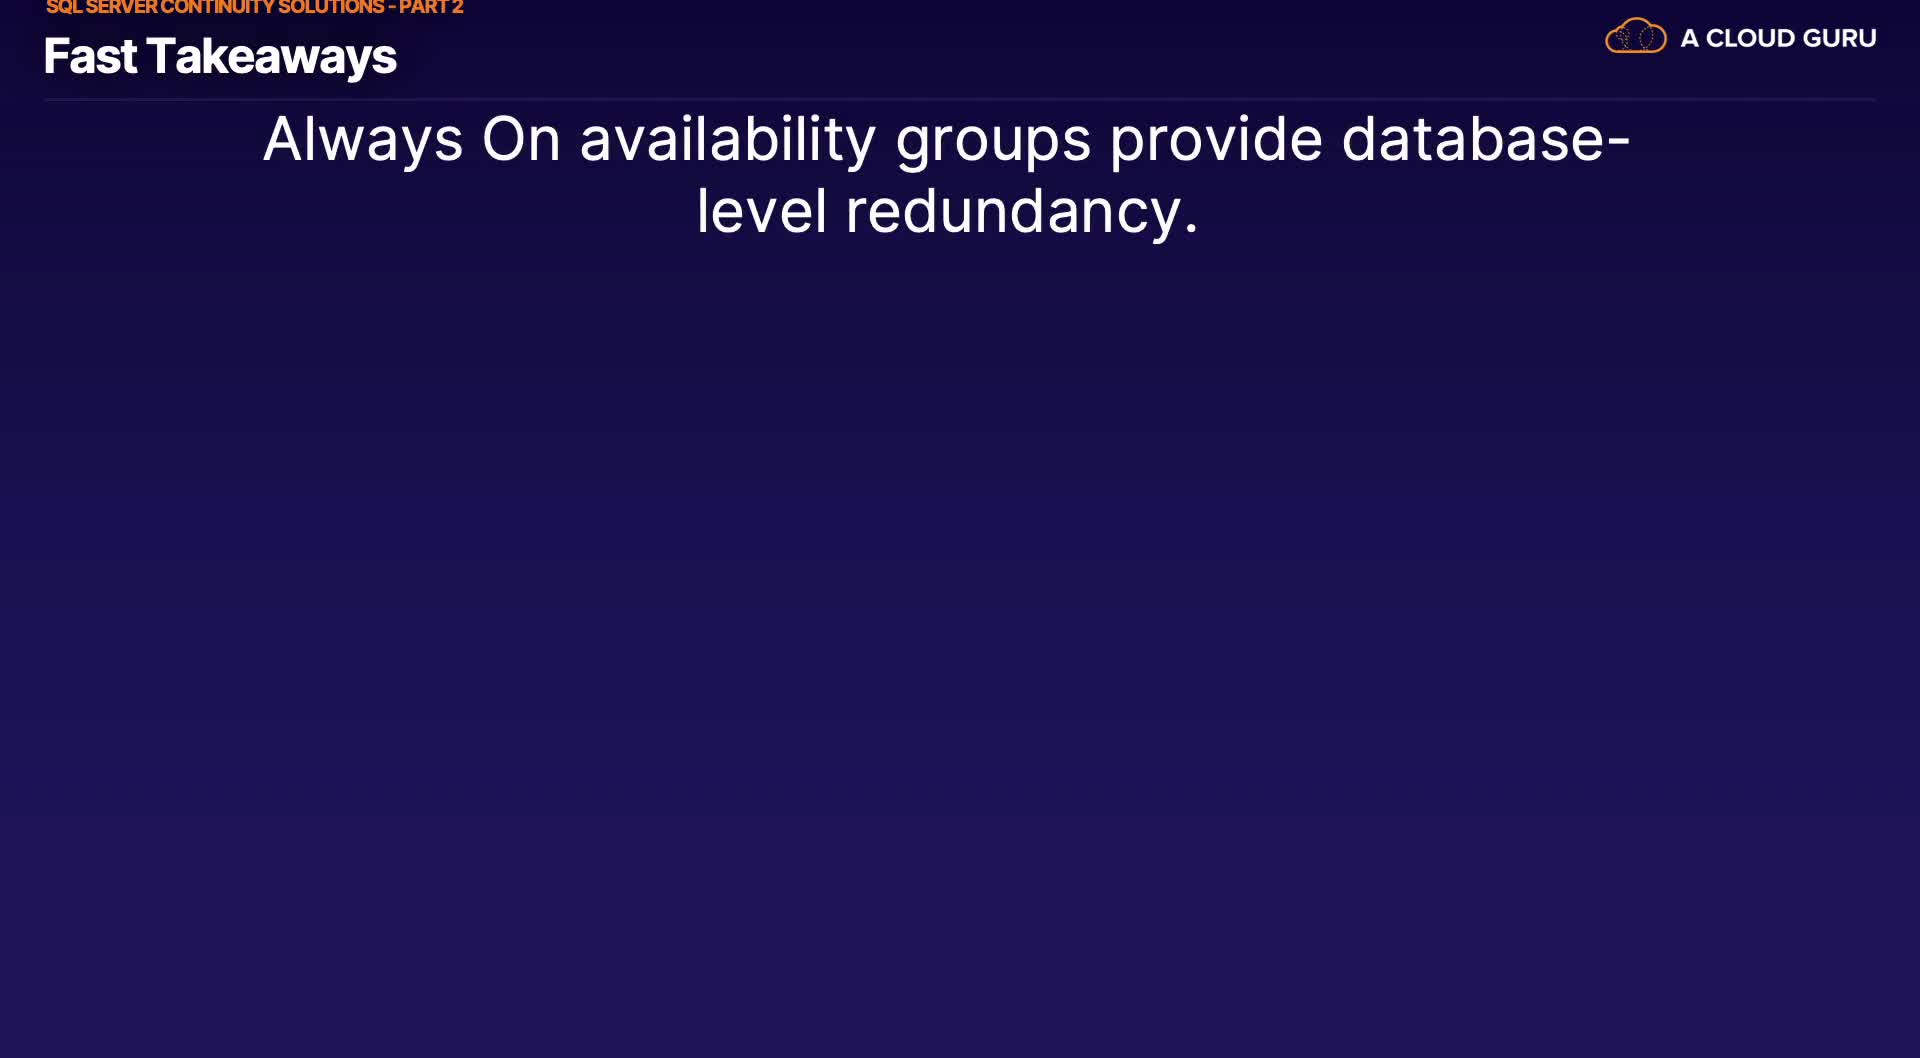 SQL SERVER CONTINUITY SOLUTIONS - PART 2
Fast Takeaways
A CLOUD GURU
Always On availability groups provide database-
level redundancy.